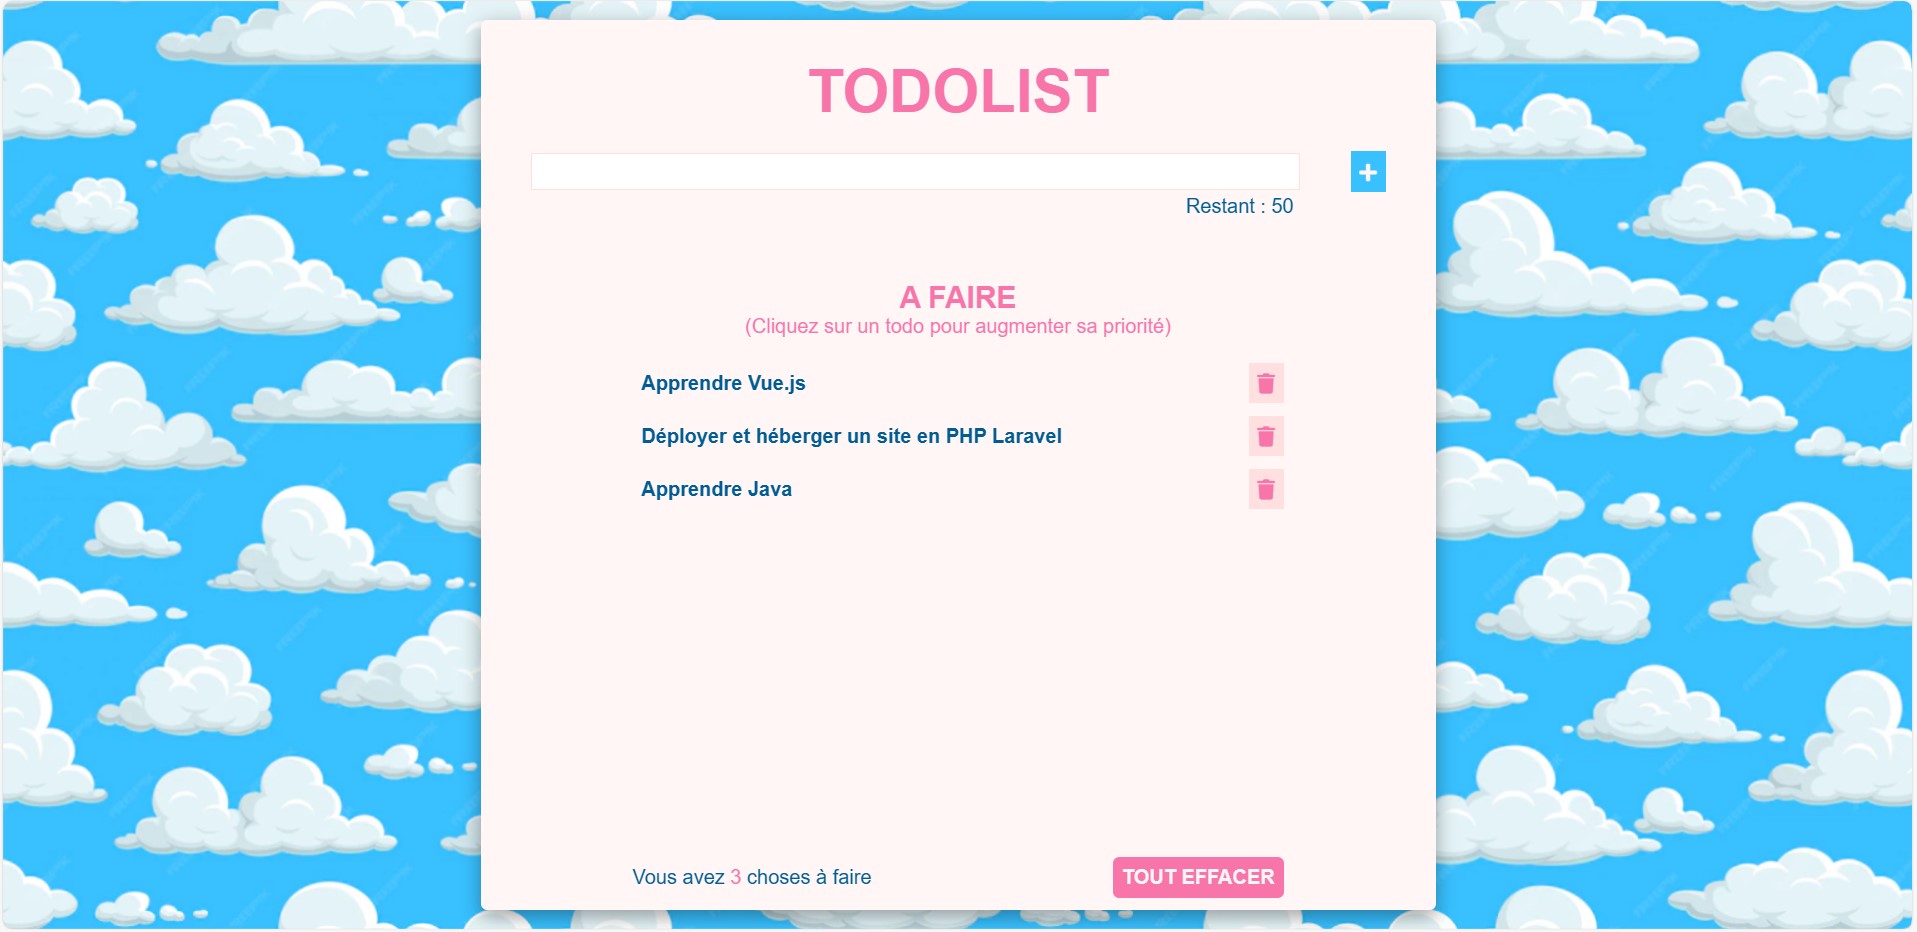 TODOLIST
Restant : 50
A FAIRE
(Cliquez sur un todo pour augmenter sa priorité)
Apprendre Vue.js
Déployer et héberger un site en PHP Laravel
Apprendre Java
Vous avez 3 choses à faire
TOUT EFFACER